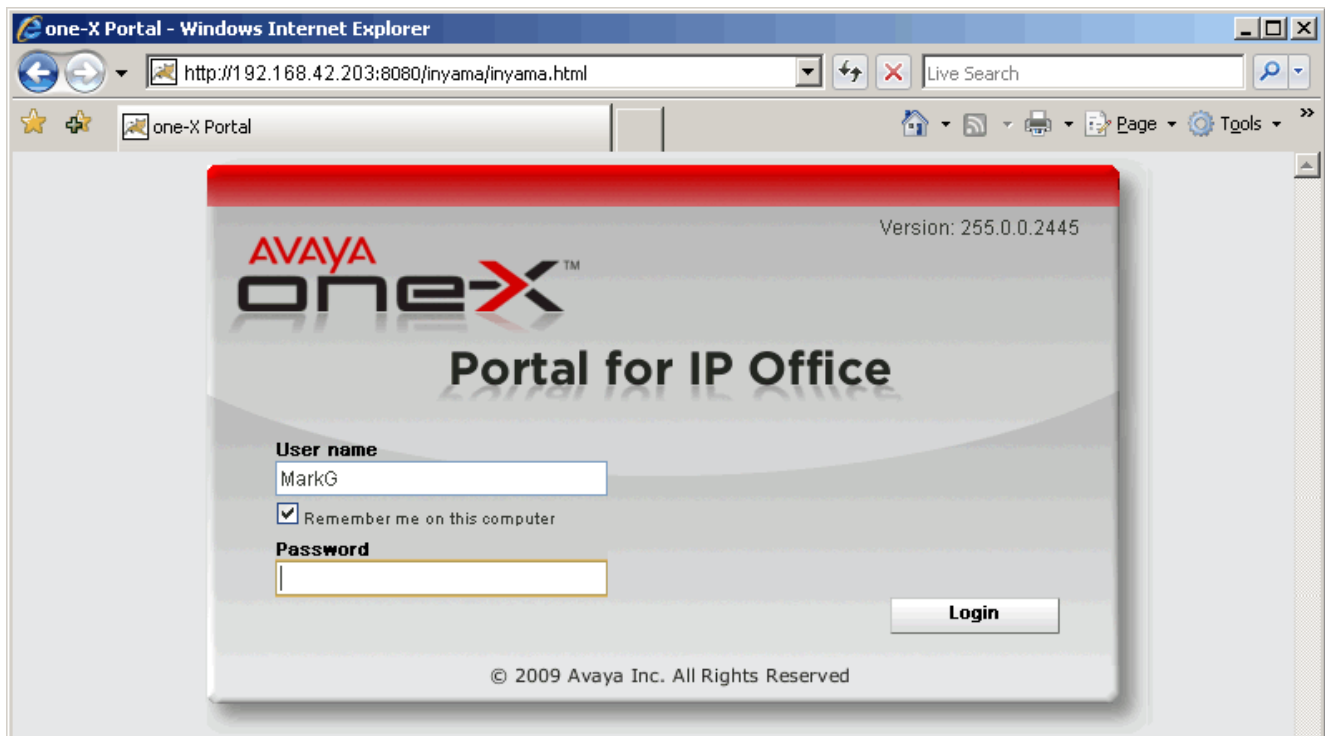 one-X Portal - Windows Internet Explorer
http://192.168.42.203:8080/inyama/inyama.html
Live Search
one-X Portal
Page
Tools
Version: 255.0.0.2445
AVAYA
one-X™
Portal for IP Office
User name
MarkG
Remember me on this computer
Password
Login
© 2009 Avaya Inc. All Rights Reserved